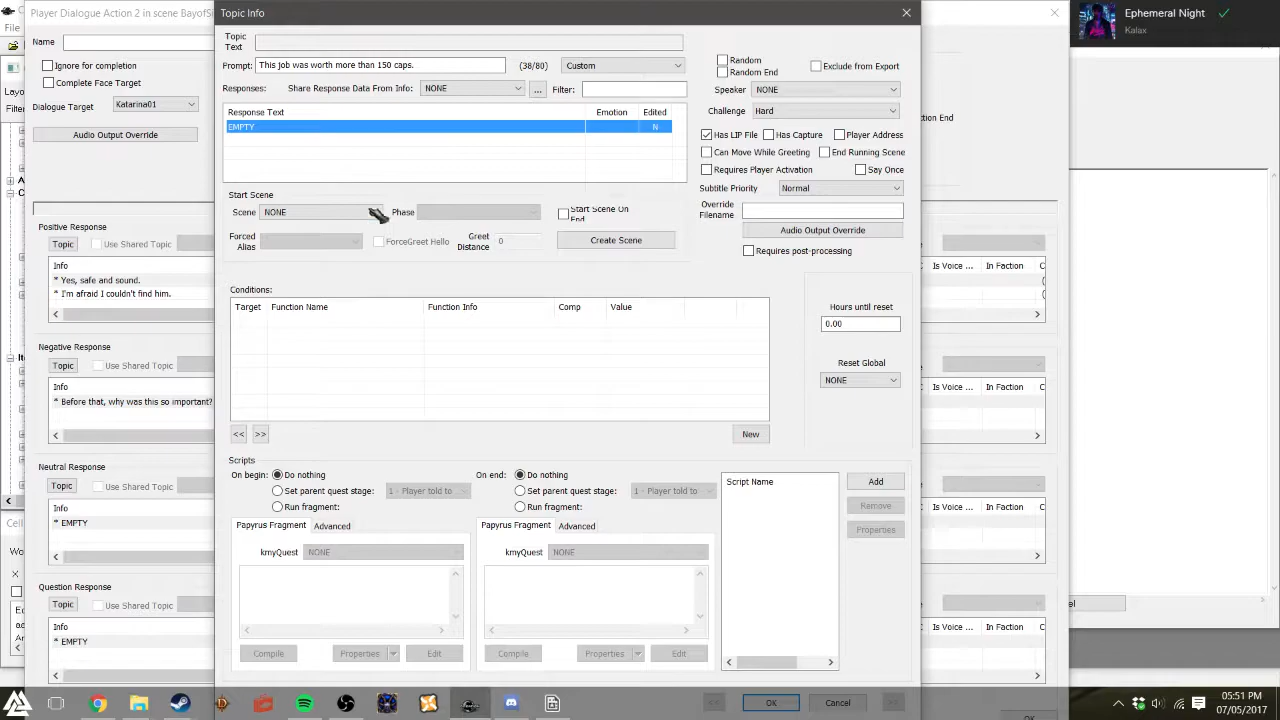 Player Dialogue Action 2 in scene BayofSi
Topic Info
Ephemeral Night
Kalax
Name
Topic
Text
Ignore for completion
Prompt: This job was worth more than 150 caps. (38/80) Custom
Random
Random End
Exclude from Export
Complete Face Target
Responses: Share Response Data From Info: NONE ... Filter:
Speaker NONE
Dialogue Target Katarina01
Response Text Emotion Edited
Challenge Hard
EMPTY N
Audio Output Override
Has LIP File Has Capture Player Address
Can Move While Greeting End Running Scene
Requires Player Activation Say Once
Subtitle Priority Normal
Start Scene
Scene NONE Phase Start Scene On
End
Override
Filename
Audio Output Override
Positive Response
Forced
Alias
ForceGreet Hello
Greet
Distance 0
Create Scene
Topic Use Shared Topic
Requires post-processing
Info
Is Voice ... In Faction C
* Yes, safe and sound.
* I'm afraid I couldn't find him.
Conditions:
Target Function Name Function Info Comp Value
Hours until reset
0.00
Negative Response
Topic Use Shared Topic
Reset Global
NONE
Info
Is Voice ... In Faction C
* Before that, why was this so important?
<< >> New
Neutral Response
Scripts
On begin: Do nothing
Set parent quest stage: 1 - Player told to ...
Run fragment:
On end: Do nothing
Set parent quest stage: 1 - Player told to ...
Run fragment:
Script Name
Add
Remove
Properties
Topic Use Shared Topic
Info
Is Voice ... In Faction C
* EMPTY
Papyrus Fragment Advanced
Papyrus Fragment Advanced
kmyQuest NONE
kmyQuest NONE
Question Response
Topic Use Shared Topic
Info
Is Voice ... In Faction C
* EMPTY
Compile Properties Edit
Compile Properties Edit
<< OK Cancel >>
OK
05:51 PM
07/05/2017